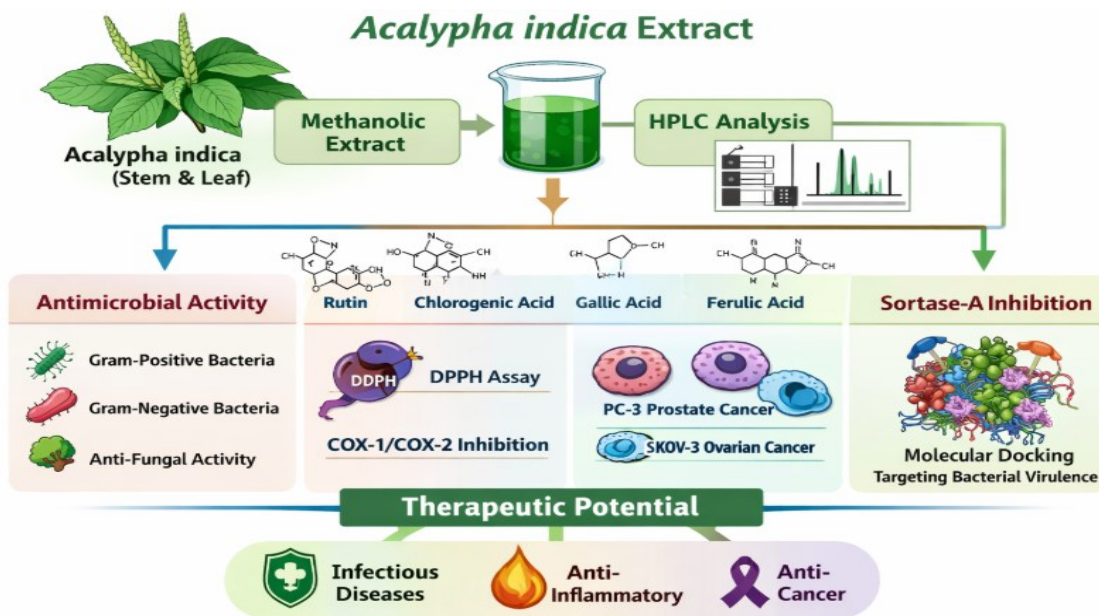 Acalypha indica Extract
Acalypha indica
(Stem & Leaf)
Methanolic
Extract
HPLC Analysis
Rutin
Chlorogenic Acid
Gallic Acid
Ferulic Acid
Antimicrobial Activity
Gram-Positive Bacteria
Gram-Negative Bacteria
Anti-Fungal Activity
DDPH
DPPH Assay
COX-1/COX-2 Inhibition
PC-3 Prostate Cancer
SKOV-3 Ovarian Cancer
Sortase-A Inhibition
Molecular Docking
Targeting Bacterial Virulence
Therapeutic Potential
Infectious
Diseases
Anti-
Inflammatory
Anti-
Cancer